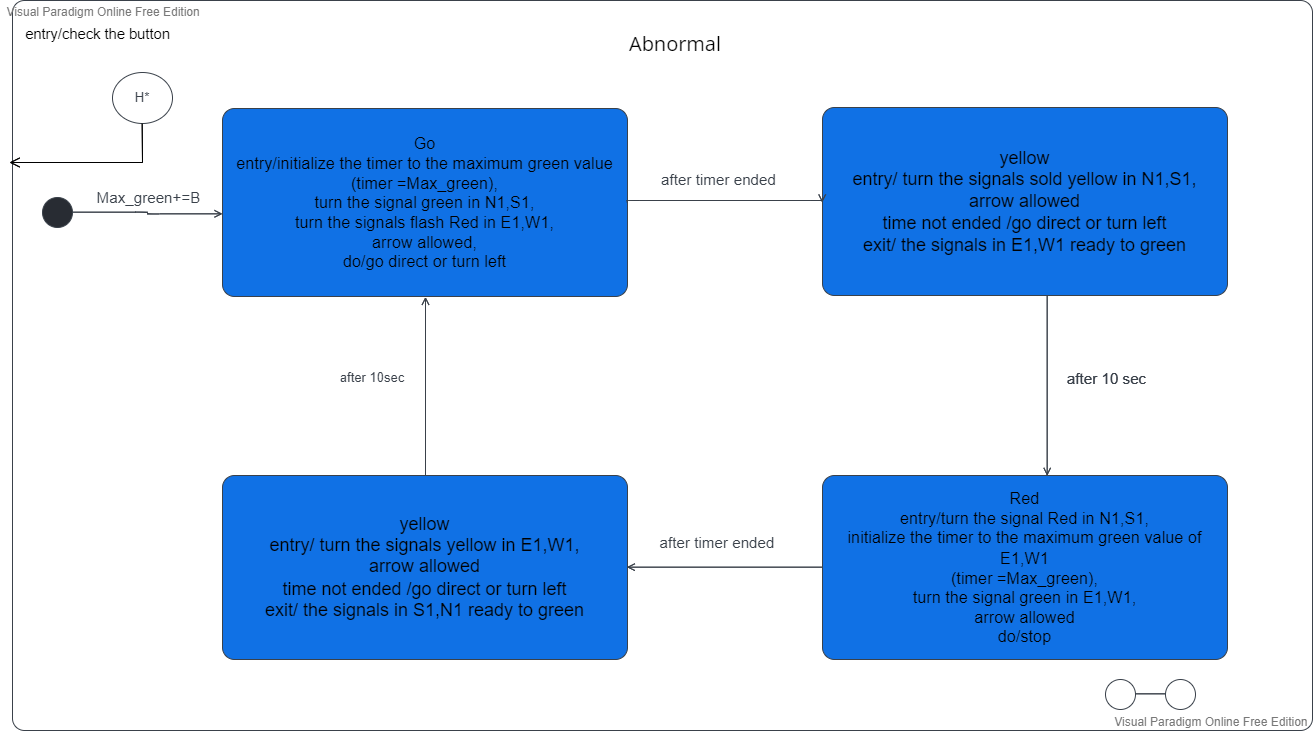 Visual Paradigm Online Free Edition
entry/check the button
Abnormal
H*
Max_green+=B
Go
entry/initialize the timer to the maximum green value
(timer =Max_green),
turn the signal green in N1,S1,
turn the signals flash Red in E1,W1,
arrow allowed,
do/go direct or turn left
after timer ended
yellow
entry/ turn the signals sold yellow in N1,S1,
arrow allowed
time not ended /go direct or turn left
exit/ the signals in E1,W1 ready to green
after 10sec
after 10 sec
yellow
entry/ turn the signals yellow in E1,W1,
arrow allowed
time not ended /go direct or turn left
exit/ the signals in S1,N1 ready to green
after timer ended
Red
entry/turn the signal Red in N1,S1,
initialize the timer to the maximum green value of
E1,W1
(timer =Max_green),
turn the signal green in E1,W1,
arrow allowed
do/stop
Visual Paradigm Online Free Edition